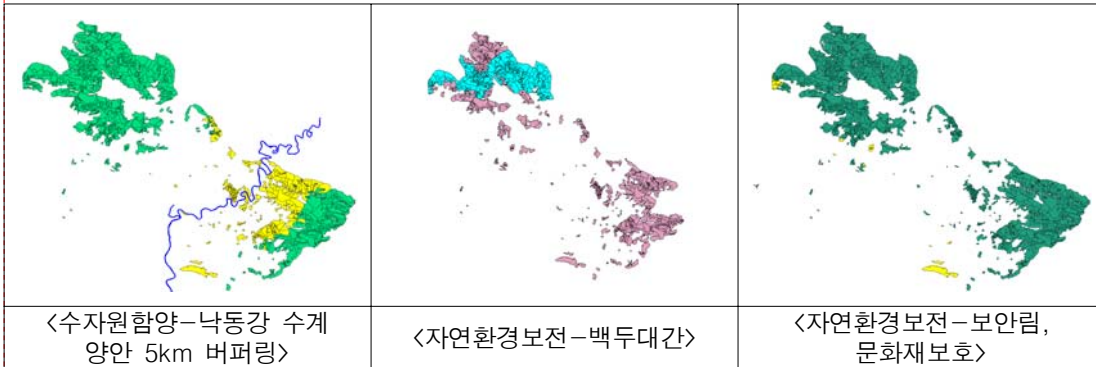 <수자원함양-낙동강 수계
양안 5km 버퍼링>
<자연환경보전-백두대간>
<자연환경보전-보안림,
문화재보호>